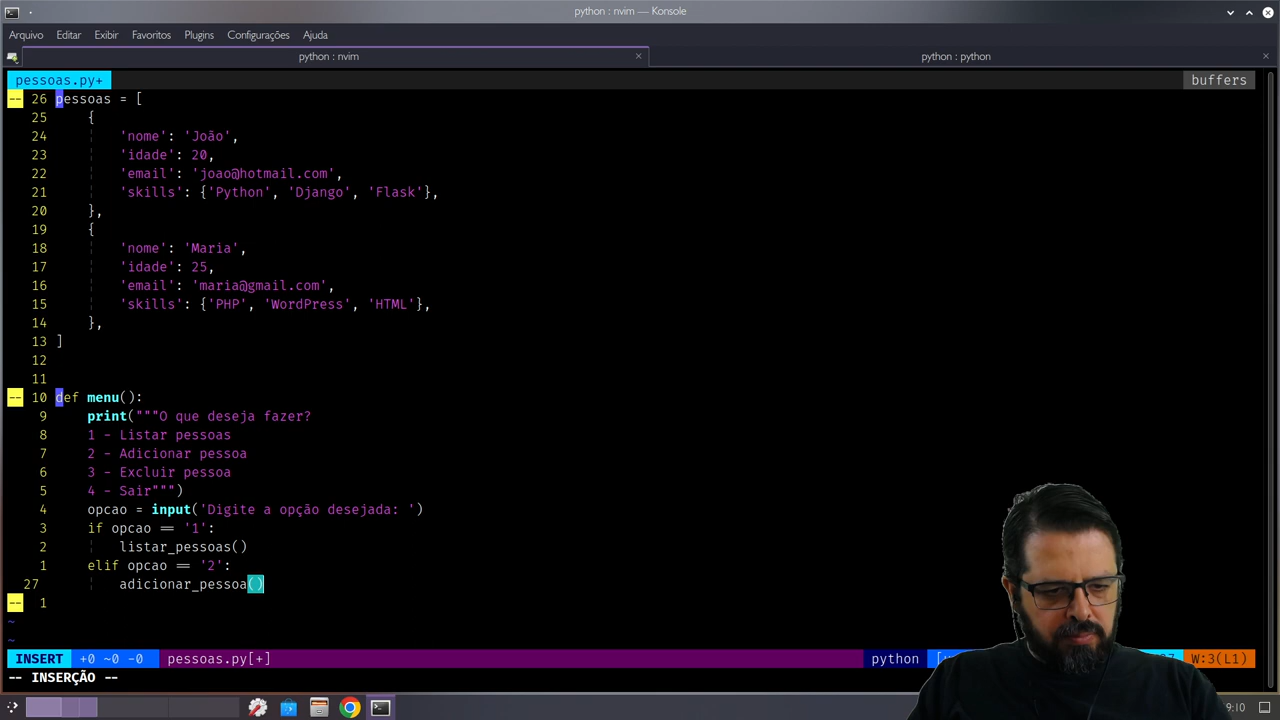 python : nvim — Konsole
Arquivo Editar Exibir Favoritos Plugins Configurações Ajuda
python : nvim
python : python
pessoas.py+ buffers
-- 26 pessoas = [
25 {
24 'nome': 'João',
23 'idade': 20,
22 'email': 'joao@hotmail.com',
21 'skills': {'Python', 'Django', 'Flask'},
20 },
19 {
18 'nome': 'Maria',
17 'idade': 25,
16 'email': 'maria@gmail.com',
15 'skills': {'PHP', 'WordPress', 'HTML'},
14 },
13 ]
12
11
-- 10 def menu():
9 print("""O que deseja fazer?
8 1 - Listar pessoas
7 2 - Adicionar pessoa
6 3 - Excluir pessoa
5 4 - Sair""")
4 opcao = input('Digite a opção desejada: ')
3 if opcao == '1':
2 listar_pessoas()
1 elif opcao == '2':
27 adicionar_pessoa()
-- 1
~
~
INSERT +0 ~0 -0 pessoas.py[+] python W:3(L1)
-- INSERÇÃO --
9:10